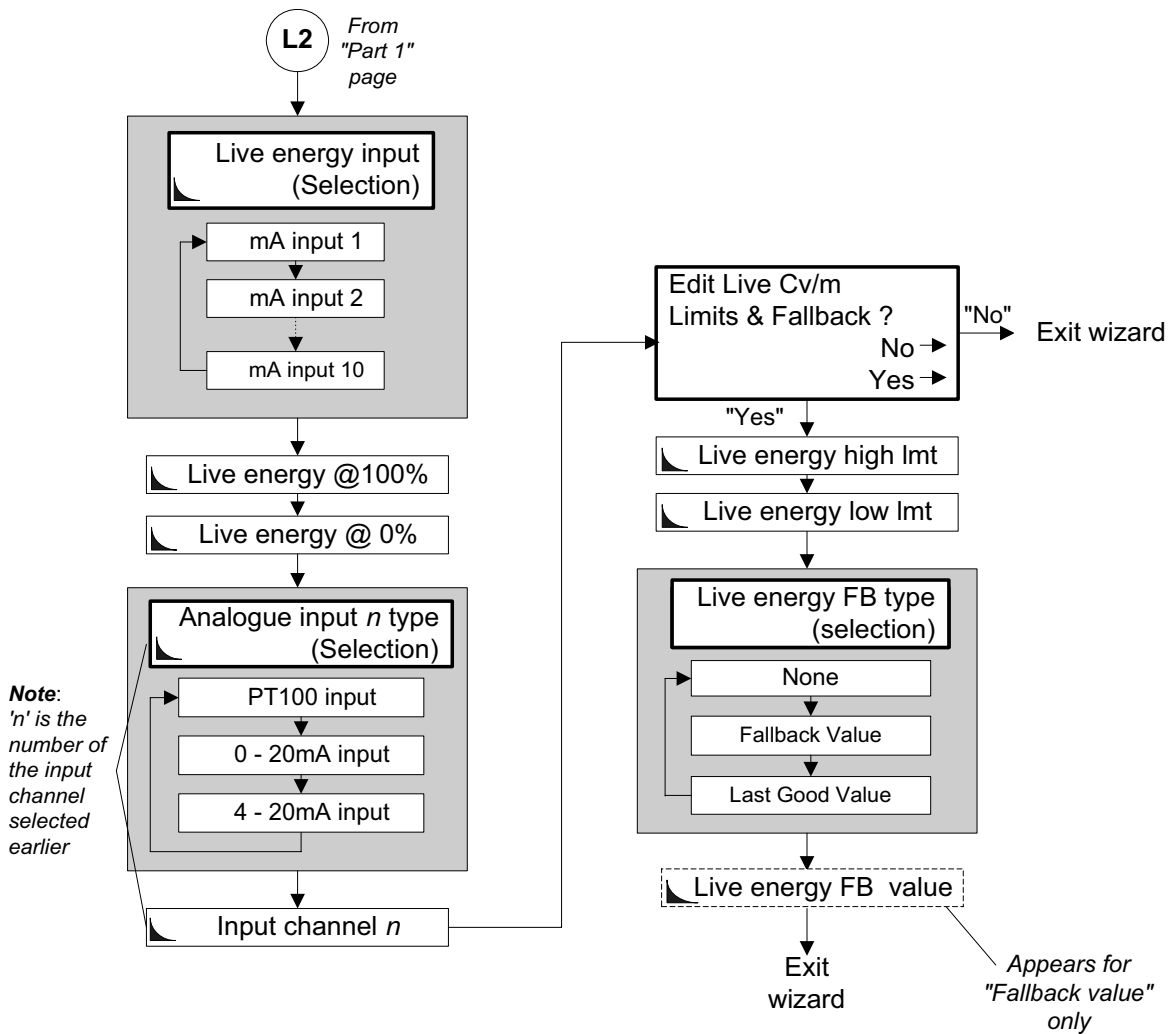 L2
From
"Part 1"
page
Live energy input
(Selection)
mA input 1
mA input 2
mA input 10
Live energy @100%
Live energy @ 0%
Analogue input n type
(Selection)
PT100 input
0 - 20mA input
4 - 20mA input
Note:
'n' is the
number of
the input
channel
selected
earlier
Input channel n
Edit Live Cv/m
Limits & Fallback ?
No
Yes
"No"
Exit wizard
"Yes"
Live energy high lmt
Live energy low lmt
Live energy FB type
(selection)
None
Fallback Value
Last Good Value
Live energy FB value
Exit
wizard
Appears for
"Fallback value"
only